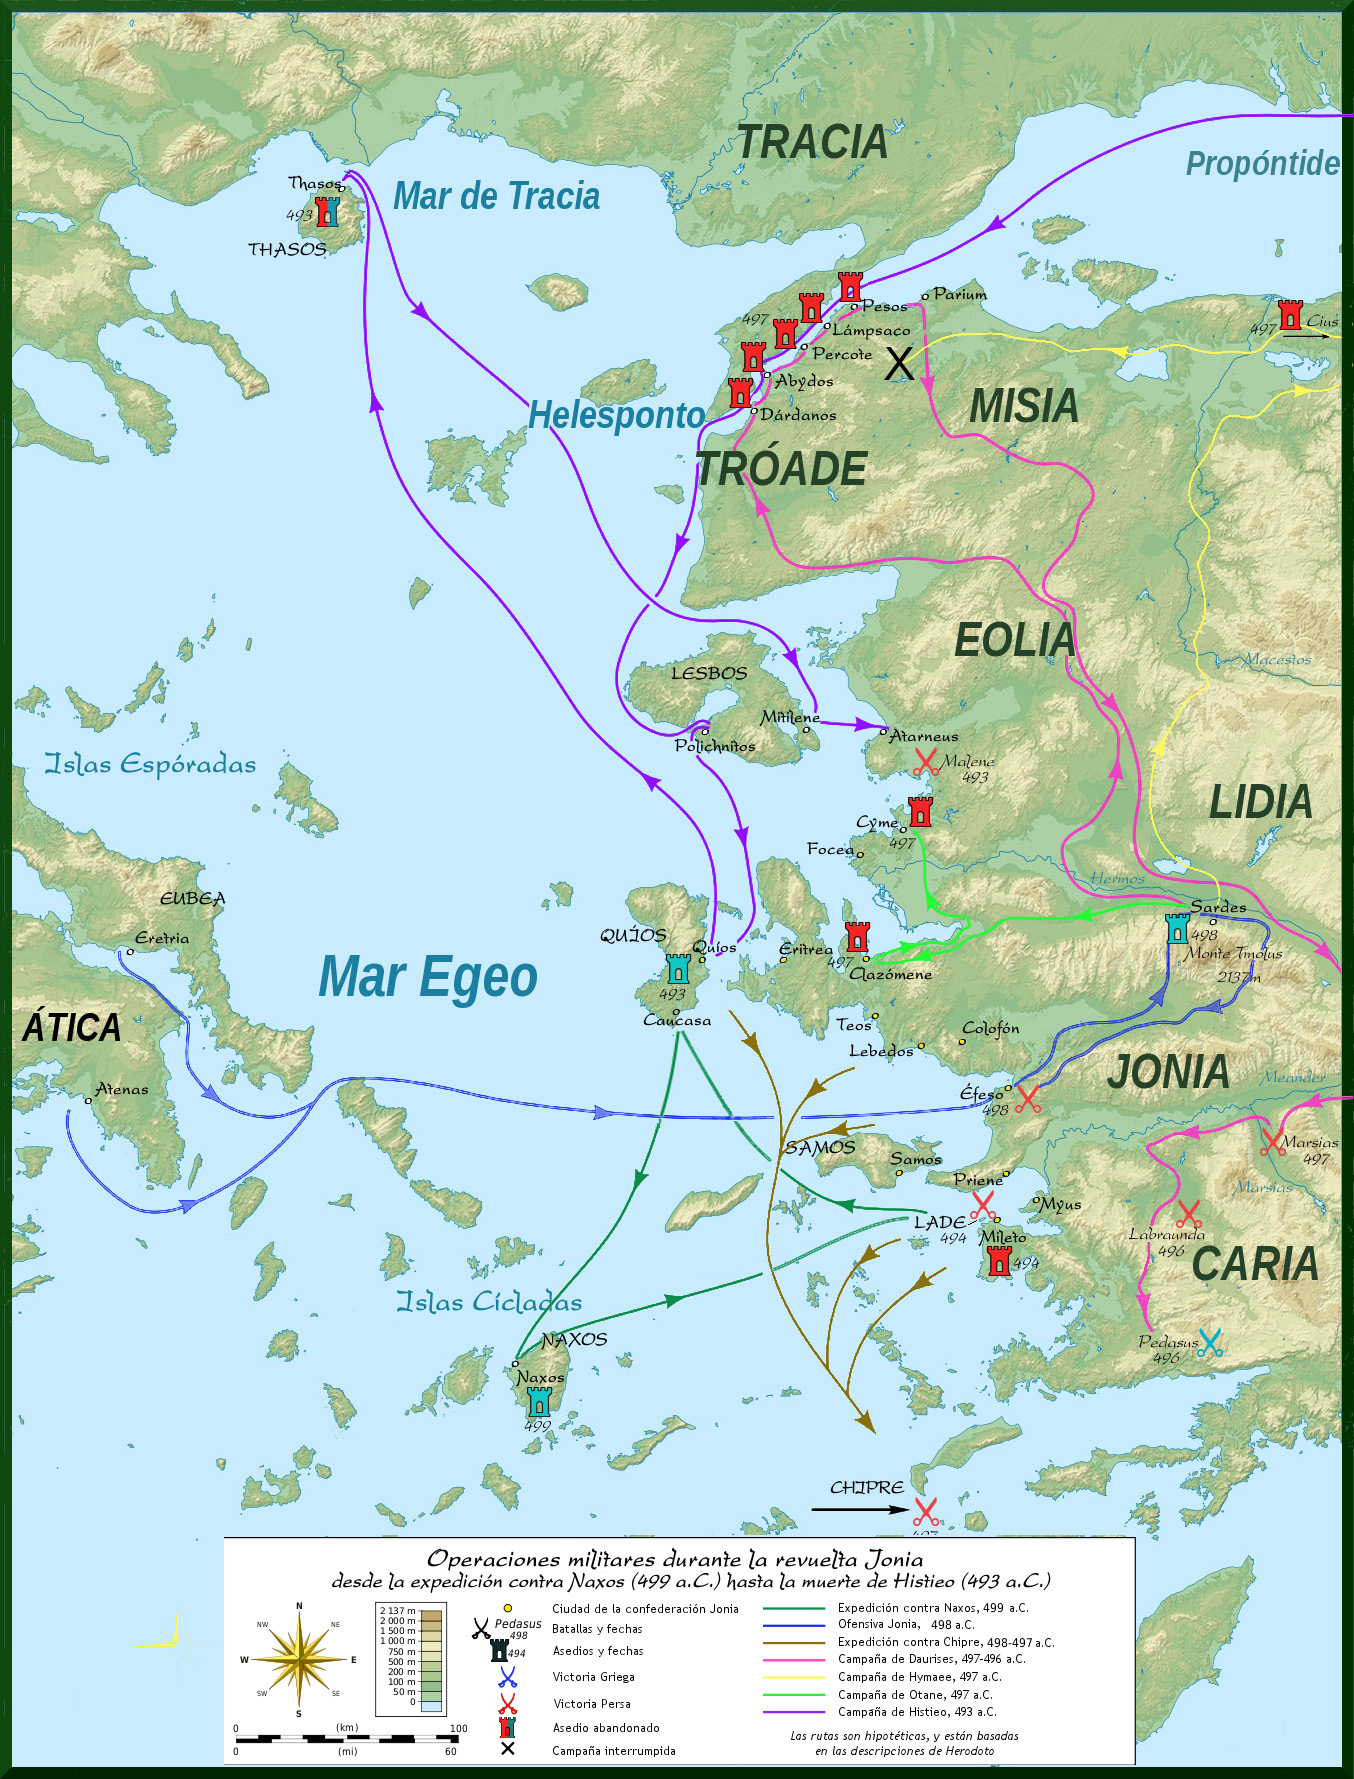 TRACIA
Propóntide
Thasos
Mar de Tracia
493
THASOS
Pesos
Parium
497
Lámpsaco
497
Cius
Percote
Abydos
MISIA
Helesponto
Dárdanos
TRÓADE
EOLIA
Macestos
LESBOS
Mitilene
Polichnitos
Atarneus
Islas Espóradas
Malene
493
LIDIA
Cyme
497
Focea
Hermos
EUBEA
Sardes
498
QUÍOS
Quíos
Eretria
Eritrea
497
Clazómene
Monte Tmolus
2137m
Mar Egeo
493
Caucasa
ÁTICA
Teos
Colofón
Lebedos
JONIA
Meander
Atenas
Éfeso
498
SAMOS
Marsias
497
Samos
Priene
Marsias
Myus
LADE
494
Mileto
494
Labraunda
496
CARIA
Islas Cícladas
NAXOS
Pedasus
496
Naxos
499
CHIPRE
497
Operaciones militares durante la revuelta Jonia
desde la expedición contra Naxos (499 a.C.) hasta la muerte de Histieo (493 a.C.)
N
NW
NE
W
E
SW
SE
S
0 (km) 100
0 (mi) 60
2 137 m
2 000 m
1 500 m
1 000 m
750 m
500 m
200 m
100 m
50 m
0
Ciudad de la confederación Jonia
Pedasus
498
Batallas y fechas
494
Asedios y fechas
Victoria Griega
Victoria Persa
Asedio abandonado
Campaña interrumpida
Expedición contra Naxos, 499 a.C.
Ofensiva Jonia, 498 a.C.
Expedición contra Chipre, 498-497 a.C.
Campaña de Daurises, 497-496 a.C.
Campaña de Hymaee, 497 a.C.
Campaña de Otane, 497 a.C.
Campaña de Histieo, 493 a.C.
Las rutas son hipotéticas, y están basadas
en las descripciones de Herodoto